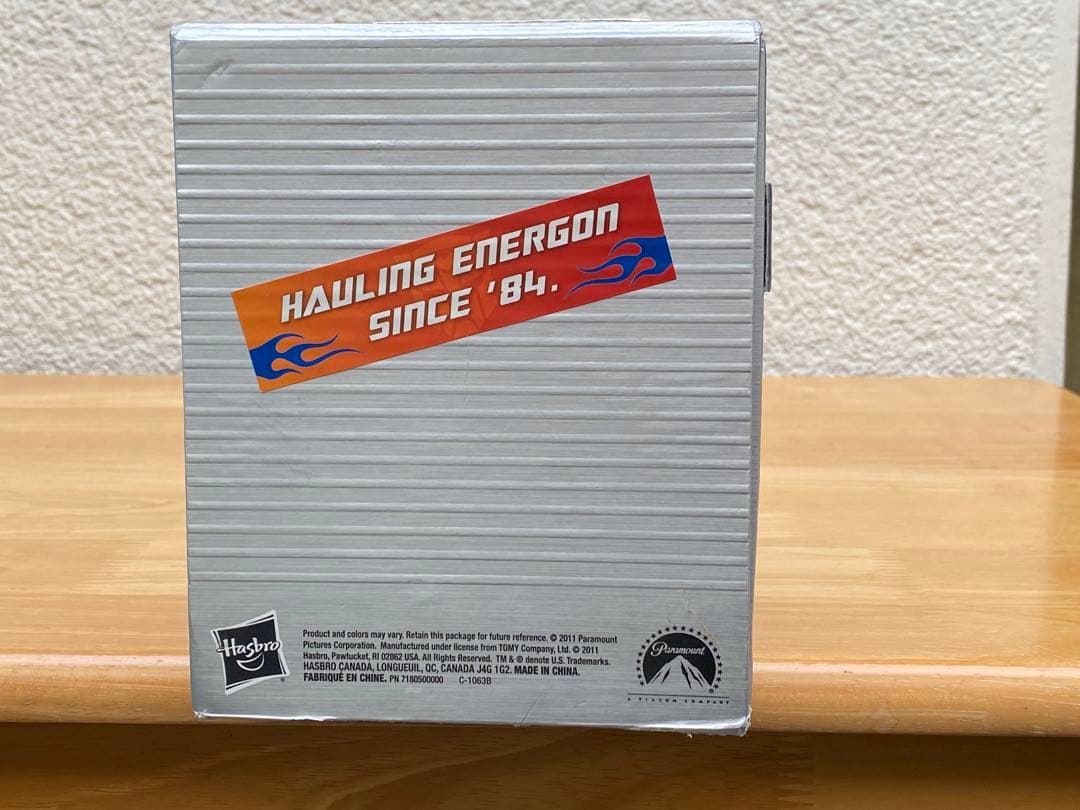 HAULING ENERGON
SINCE '84.
Hasbro
Product and colors may vary. Retain this package for future reference. © 2011 Paramount
Pictures Corporation. Manufactured under license from TOMY Company, Ltd. © 2011
Hasbro, Pawtucket, RI 02862 USA. All Rights Reserved. TM & ® denote U.S. Trademarks.
HASBRO CANADA, LONGUEUIL, QC, CANADA J4G 1G2. MADE IN CHINA.
FABRIQUÉ EN CHINE. PN 7180500000 C-1063B
Paramount
A VIACOM COMPANY